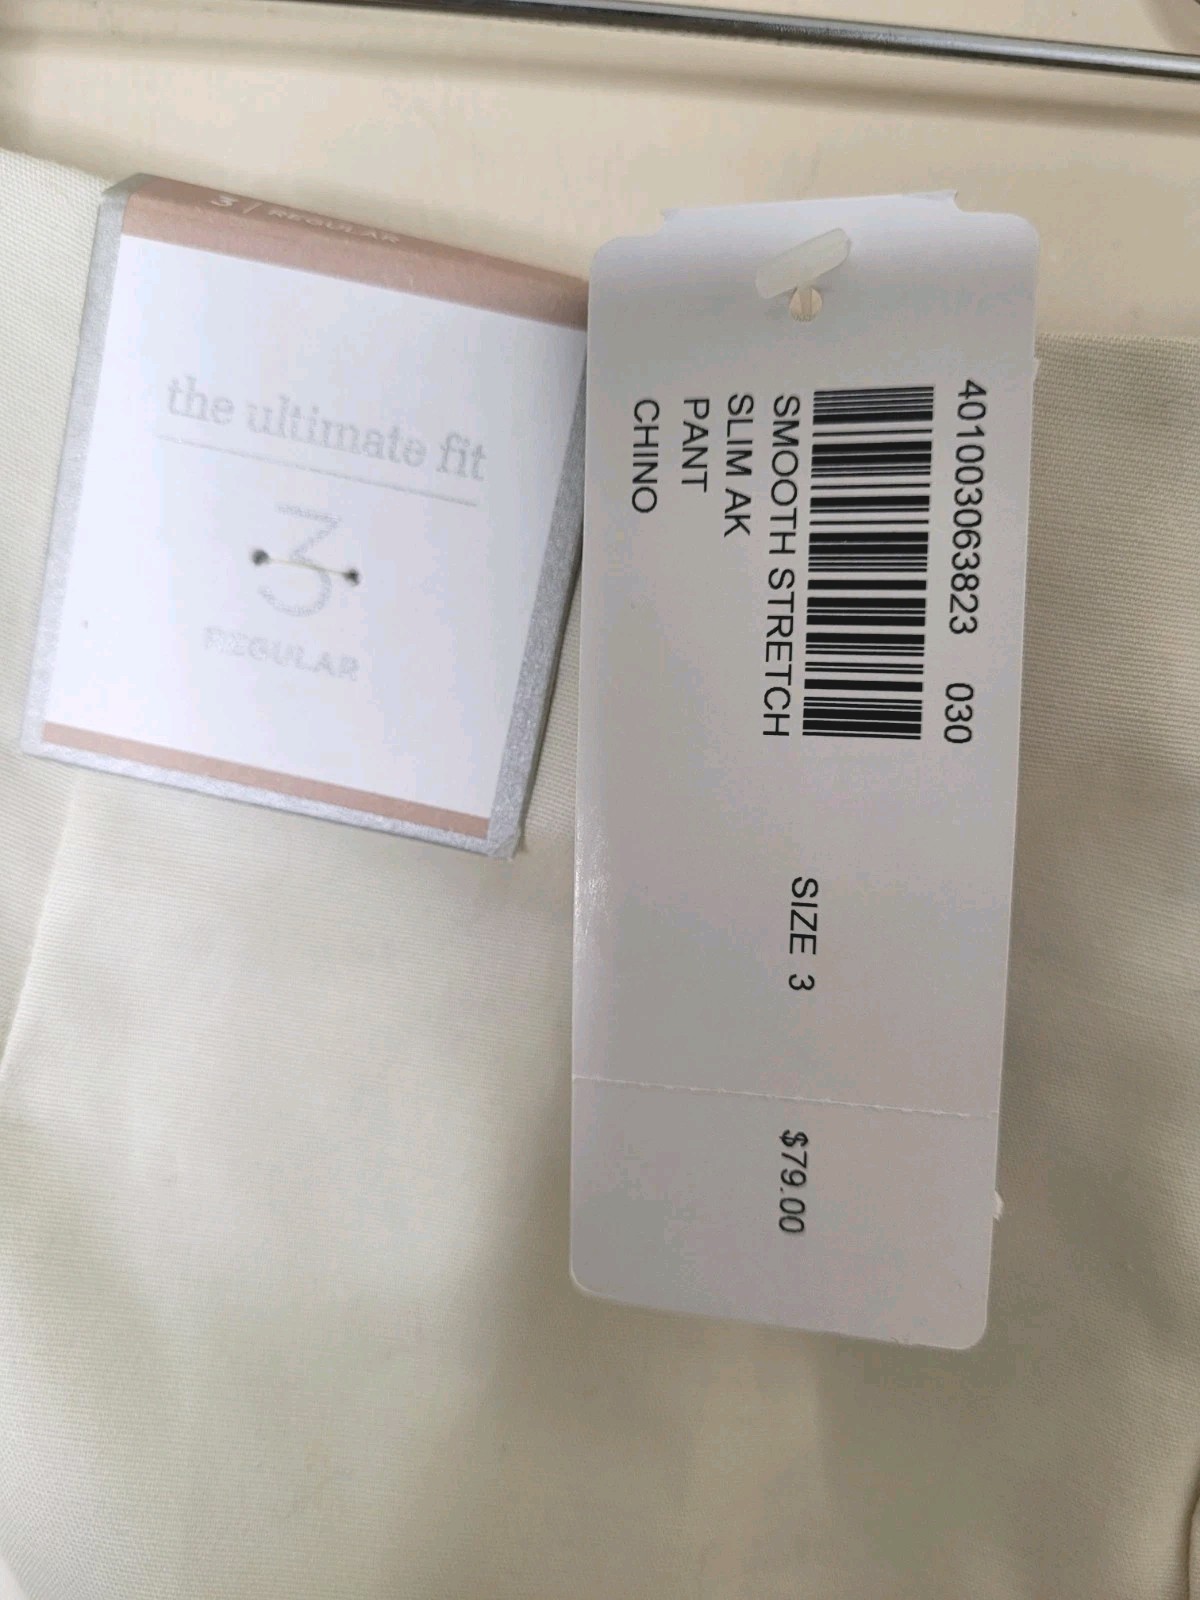 3 / REGULAR
the ultimate fit
3
REGULAR
401003063823 030
SMOOTH STRETCH
SLIM AK
PANT
CHINO
SIZE 3
$79.00